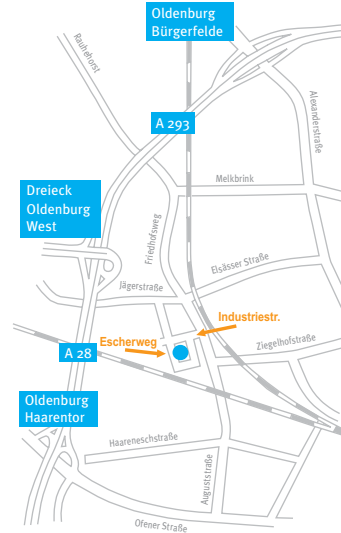 Oldenburg
Bürgerfelde
Rauhehorst
Alexanderstraße
A 293
Melkbrink
Dreieck
Oldenburg
West
Friedhofsweg
Elsässer Straße
Jägerstraße
Industriestr.
Escherweg
Ziegelhofstraße
A 28
Oldenburg
Haarentor
Haareneschstraße
Auguststraße
Ofener Straße